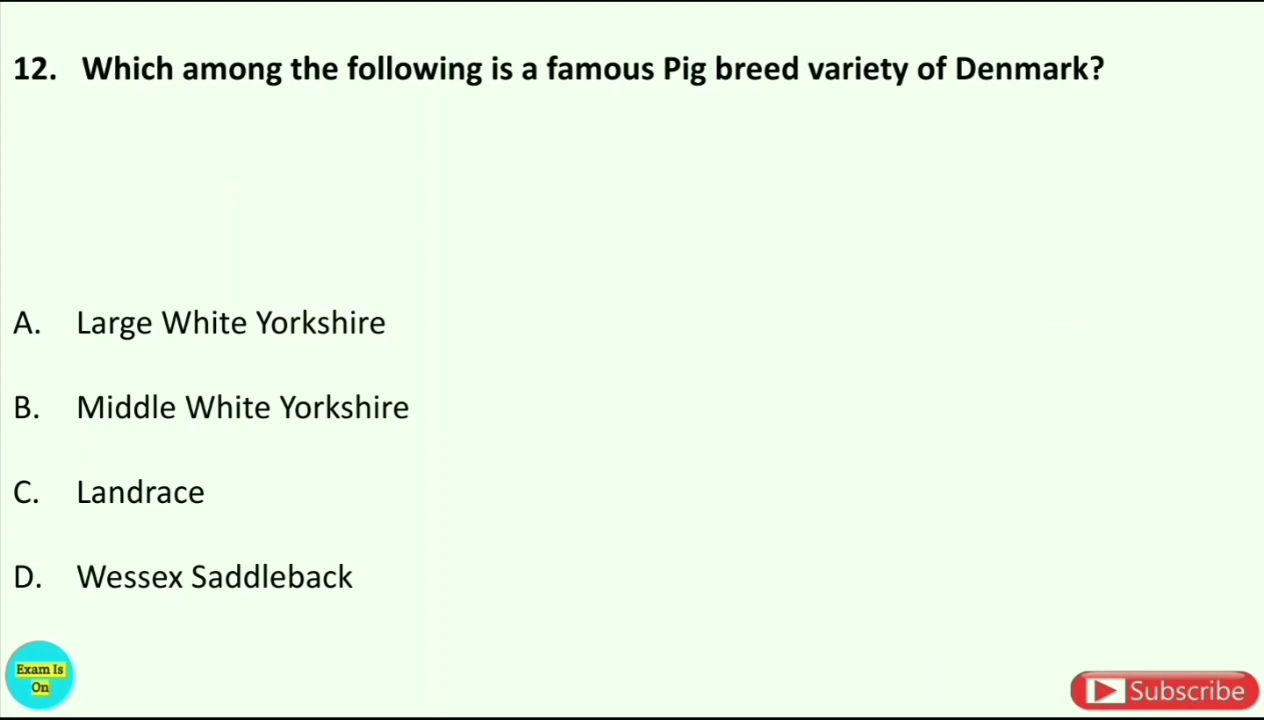 12. Which among the following is a famous Pig breed variety of Denmark?
A. Large White Yorkshire
B. Middle White Yorkshire
C. Landrace
D. Wessex Saddleback
Exam Is
On
Subscribe